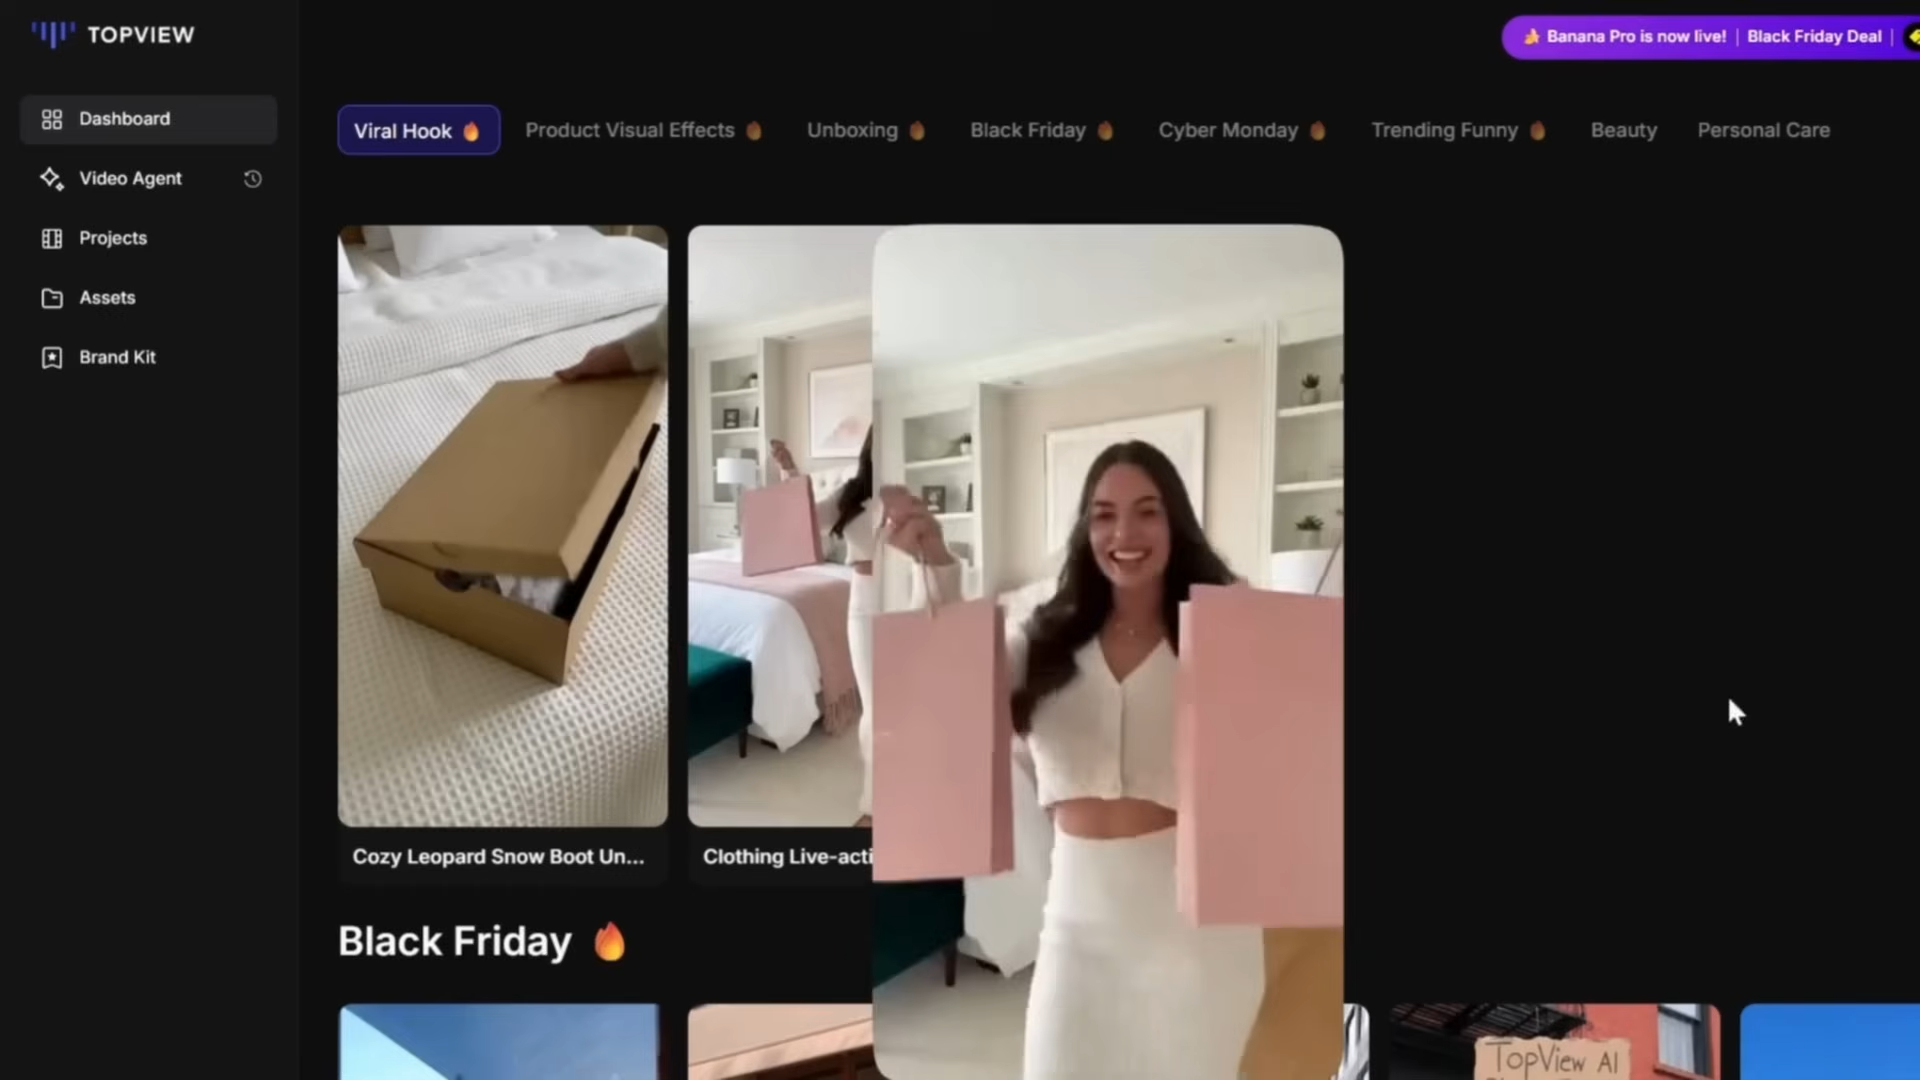 TOPVIEW
🍌 Banana Pro is now live! | Black Friday Deal |
Dashboard
Video Agent
Projects
Assets
Brand Kit
Viral Hook 🔥 Product Visual Effects 🔥 Unboxing 🔥 Black Friday 🔥 Cyber Monday 🔥 Trending Funny 🔥 Beauty Personal Care
Cozy Leopard Snow Boot Un...
Clothing Live-acti
Black Friday 🔥
TopView AI